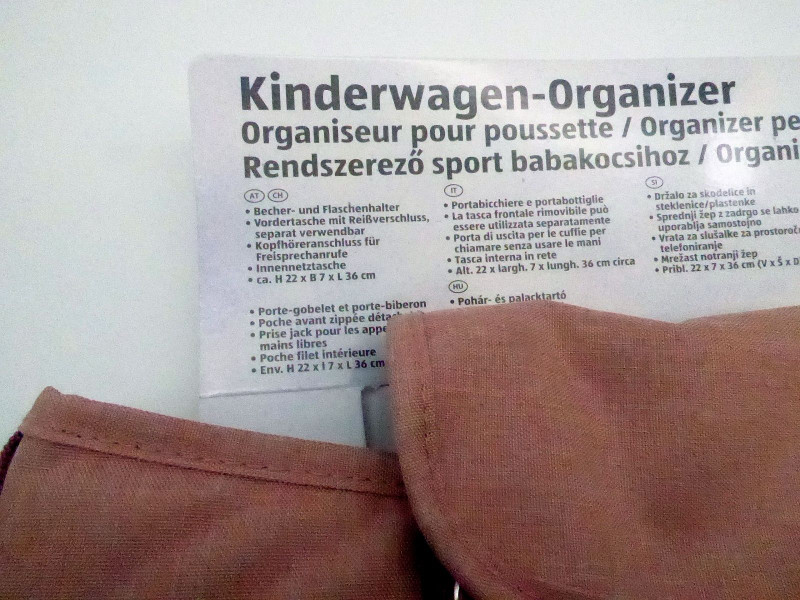 Kinderwagen-Organizer
Organiseur pour poussette / Organizer
Rendszerező sport babakocsihoz /
AT CH
• Becher- und Flaschenhalter
• Vordertasche mit Reißverschluss,
separat verwendbar
• Kopfhöreranschluss für
Freisprechanrufe
• Innennetztasche
• ca. H 22 x B 7 x L 36 cm
• Porte-gobelet et porte-biberon
• Poche avant zippée
• Prise jack pour les
mains libres
• Poche filet intérieure
• Env. H 22 x l 7 x L 36 cm
IT
• Portabicchiere e portabottiglie
• La tasca frontale rimovibile può
essere utilizzata separatamente
• Porta di uscita per le cuffie per
chiamare senza usare le mani
• Tasca interna in rete
• Alt. 22 x largh. 7 x lungh. 36 cm circa
HU
• Pohár- és palacktartó
SI
• Držalo za skodelice in
steklenice/plastenke
• Sprednji žep z zadrgo se lahko
uporablja samostojno
• Vrata za slušalke za
telefoniranje
• Mrežast notranji žep
• Pribl. 22 x 7 x 36 cm (V x Š x D